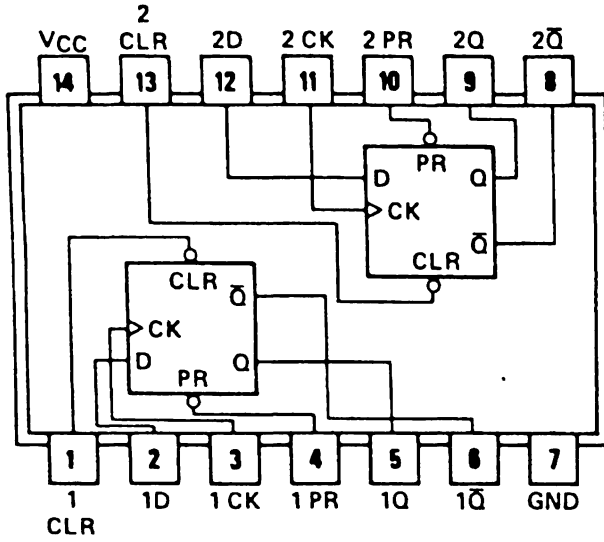 2
VCC CLR 2D 2 CK 2 PR 2Q 2Q̅
14 13 12 11 10 9 8
PR
D Q
CK
Q̅
CLR
CLR
Q̅
CK
D Q
PR
1 2 3 4 5 6 7
1 1D 1 CK 1 PR 1Q 1Q̅ GND
CLR